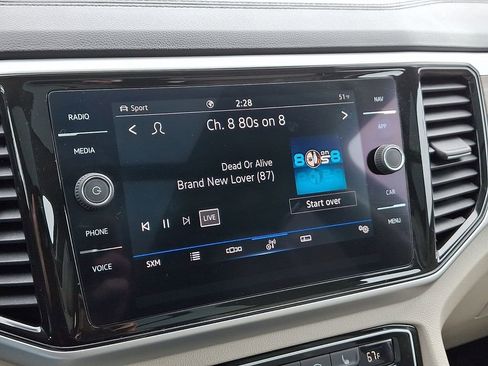 RADIO
MEDIA
PHONE
VOICE
Sport
2:28
51°F
Ch. 8 80s on 8
Dead Or Alive
Brand New Lover (87)
LIVE
8 on 8
Start over
SXM
NAV
APP
CAR
MENU
67°F